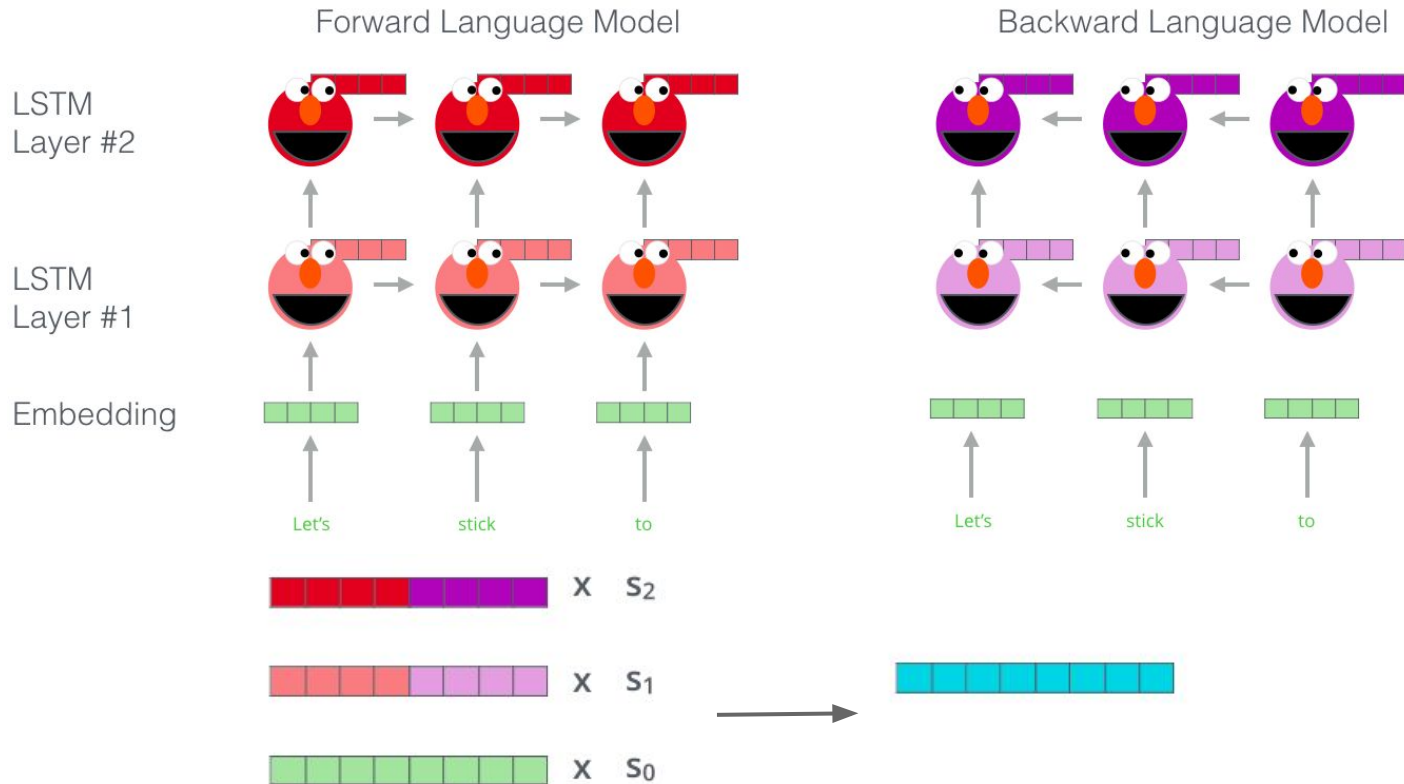 Forward Language Model
Backward Language Model
LSTM
Layer #2
LSTM
Layer #1
Embedding
Let's
stick
to
Let's
stick
to
X S₂
X S₁
X S₀